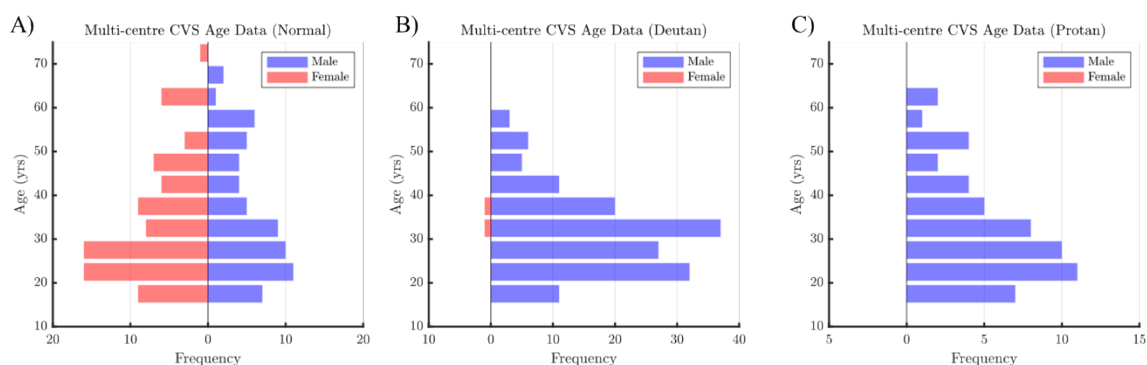 A)
Multi-centre CVS Age Data (Normal)
Male
Female
70
60
50
40
30
20
10
Age (yrs)
20
10
0
10
20
Frequency
B)
Multi-centre CVS Age Data (Deutan)
Male
Female
70
60
50
40
30
20
10
Age (yrs)
10
0
10
20
30
40
Frequency
C)
Multi-centre CVS Age Data (Protan)
Male
Female
70
60
50
40
30
20
10
Age (yrs)
5
0
5
10
15
Frequency